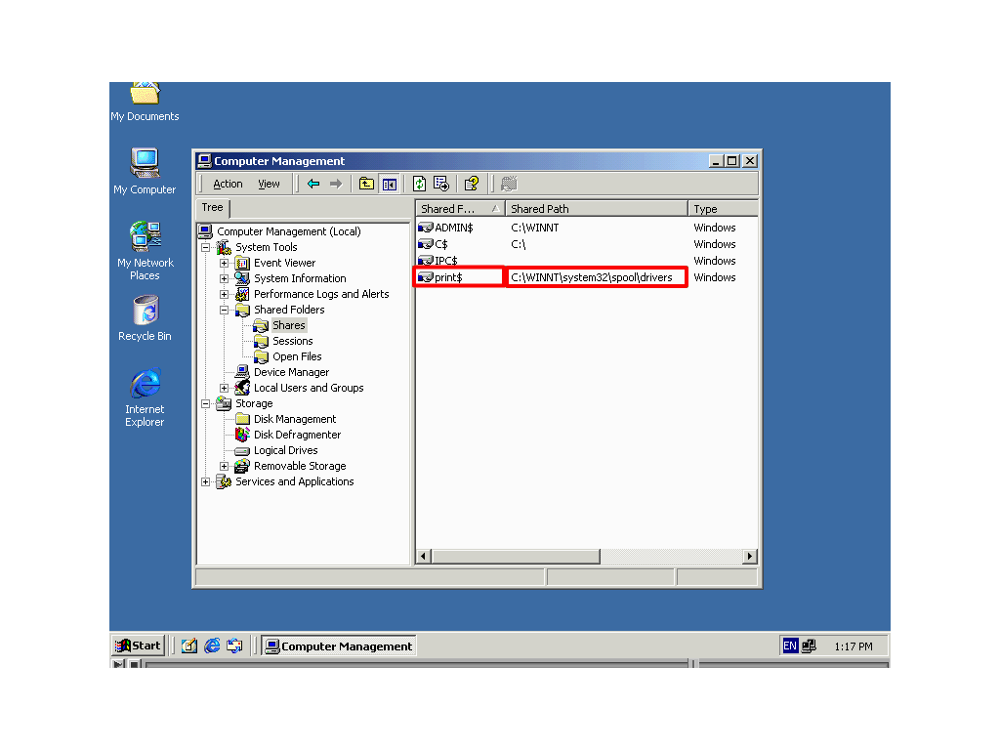 My Documents
My Computer
My Network
Places
Recycle Bin
Internet
Explorer
Computer Management
Action View
Tree
Computer Management (Local)
System Tools
Event Viewer
System Information
Performance Logs and Alerts
Shared Folders
Shares
Sessions
Open Files
Device Manager
Local Users and Groups
Storage
Disk Management
Disk Defragmenter
Logical Drives
Removable Storage
Services and Applications
Shared F... Shared Path Type
ADMIN$ C:\WINNT Windows
C$ C:\ Windows
IPC$ Windows
print$ C:\WINNT\system32\spool\drivers Windows
Start Computer Management EN 1:17 PM